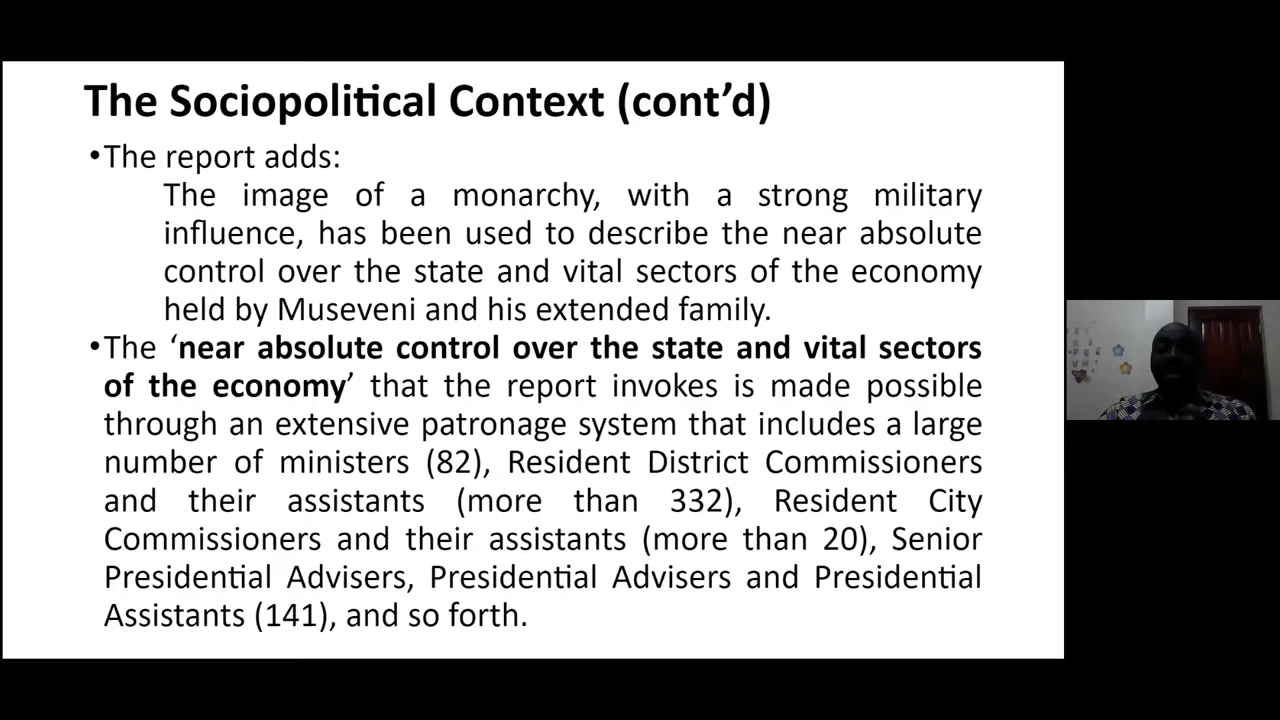 The Sociopolitical Context (cont’d)
•The report adds:
The image of a monarchy, with a strong military
influence, has been used to describe the near absolute
control over the state and vital sectors of the economy
held by Museveni and his extended family.
•The ‘near absolute control over the state and vital sectors
of the economy’ that the report invokes is made possible
through an extensive patronage system that includes a large
number of ministers (82), Resident District Commissioners
and their assistants (more than 332), Resident City
Commissioners and their assistants (more than 20), Senior
Presidential Advisers, Presidential Advisers and Presidential
Assistants (141), and so forth.